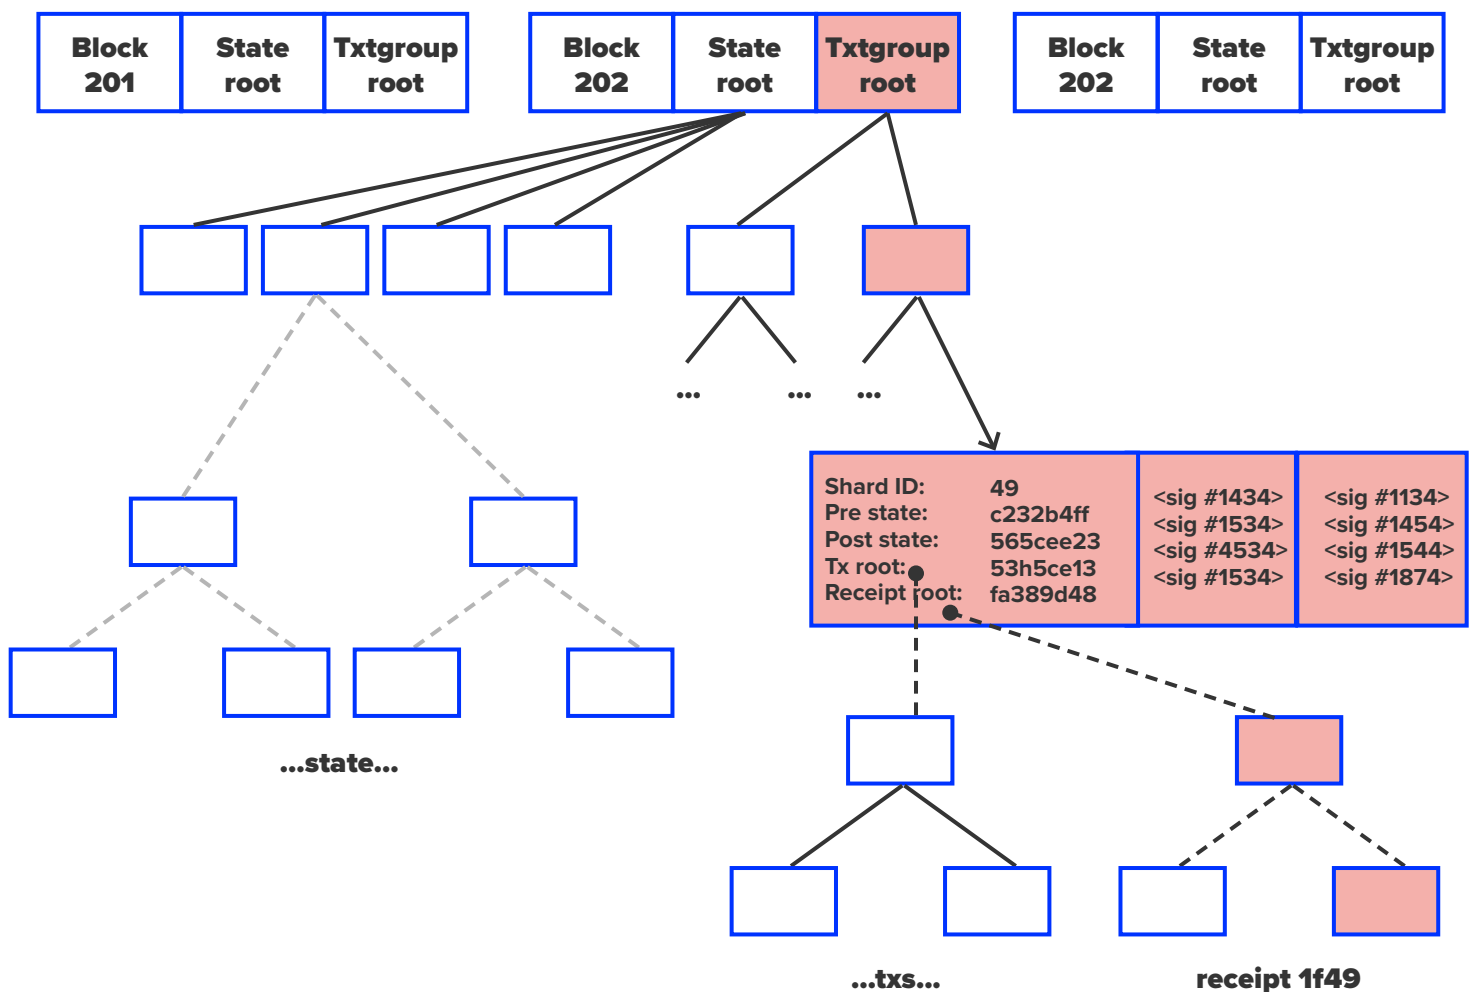 Block
201
State
root
Txtgroup
root
Block
202
State
root
Txtgroup
root
Block
202
State
root
Txtgroup
root
...
...
...
Shard ID: 49
Pre state: c232b4ff
Post state: 565cee23
Tx root: 53h5ce13
Receipt root: fa389d48
<sig #1434>
<sig #1534>
<sig #4534>
<sig #1534>
<sig #1134>
<sig #1454>
<sig #1544>
<sig #1874>
...state...
...txs...
receipt 1f49